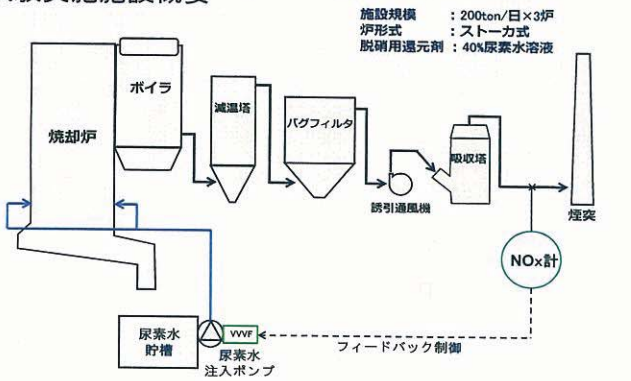 施設規模 : 200ton/日×3炉
炉形式 : ストーカ式
脱硝用還元剤 : 40%尿素水溶液
ボイラ
減温塔
バグフィルタ
焼却炉
吸収塔
誘引通風機
煙突
NOx計
尿素水
貯槽
VVVF
尿素水
注入ポンプ
フィードバック制御